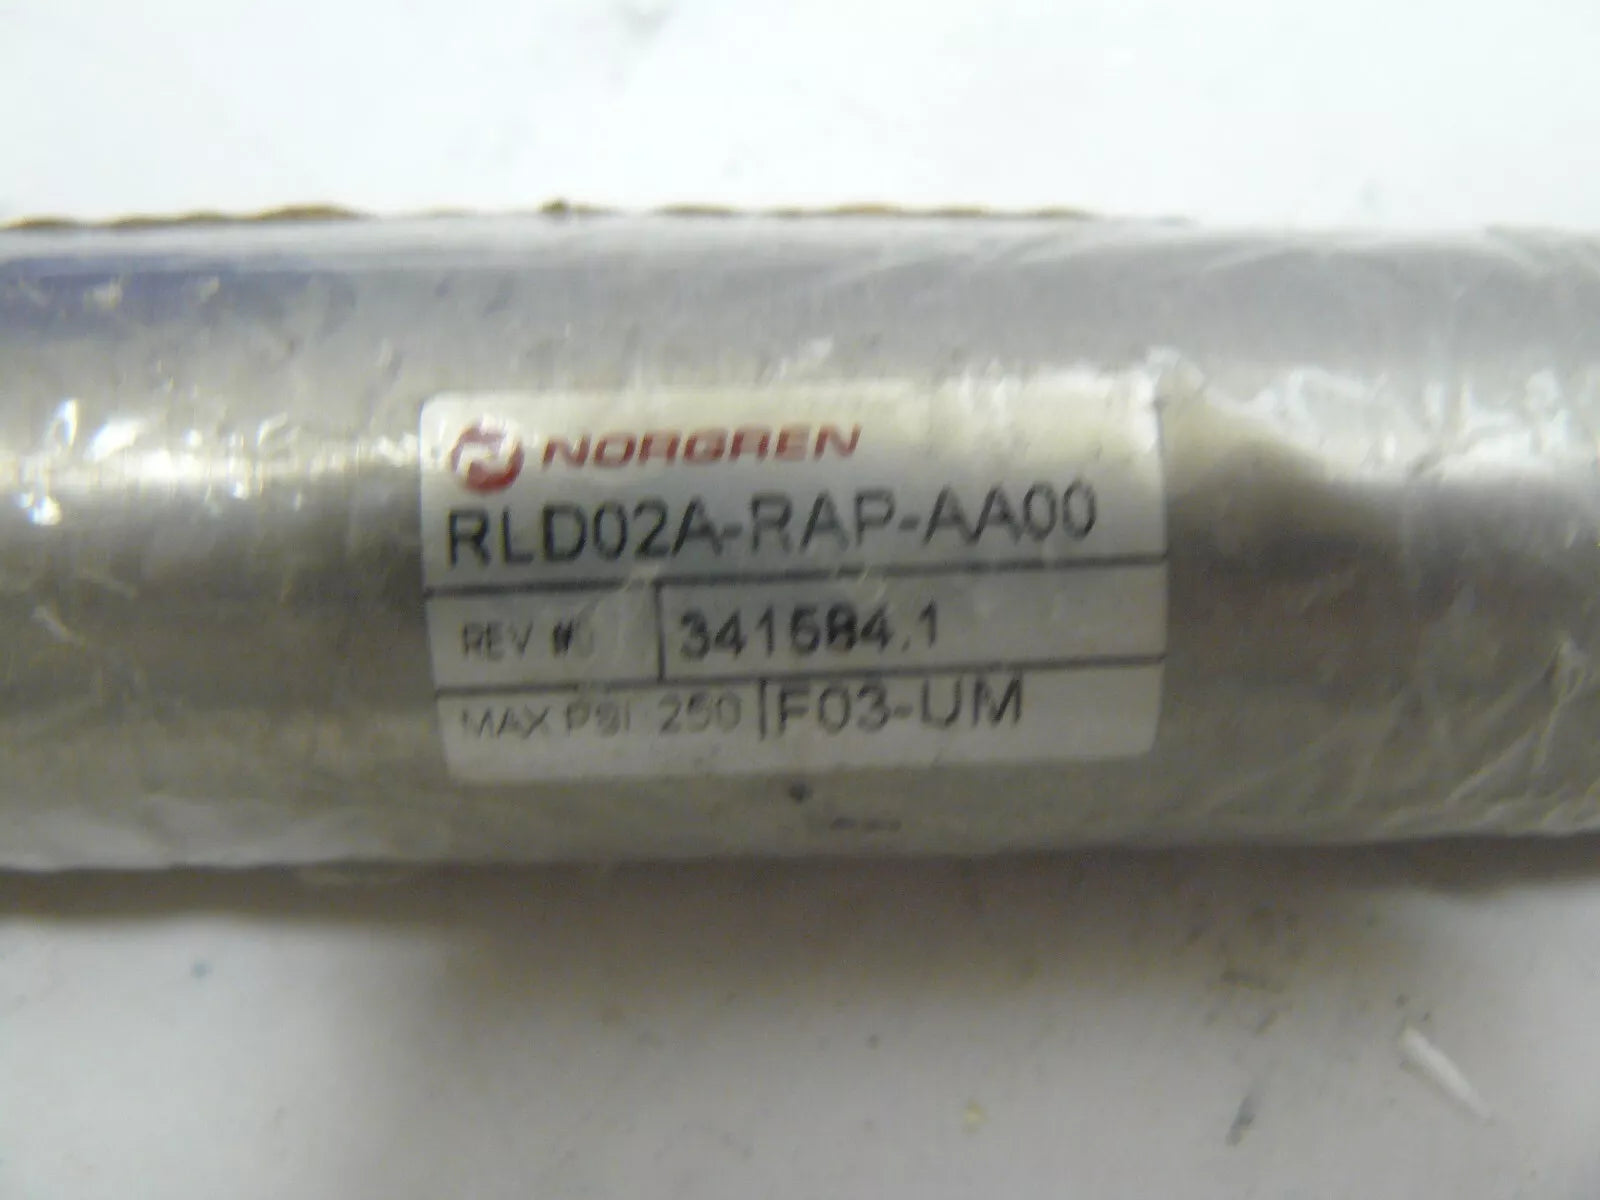 NORGREN
RLD02A-RAP-AA00
REV # 341584.1
MAX PSI 250 F03-UM